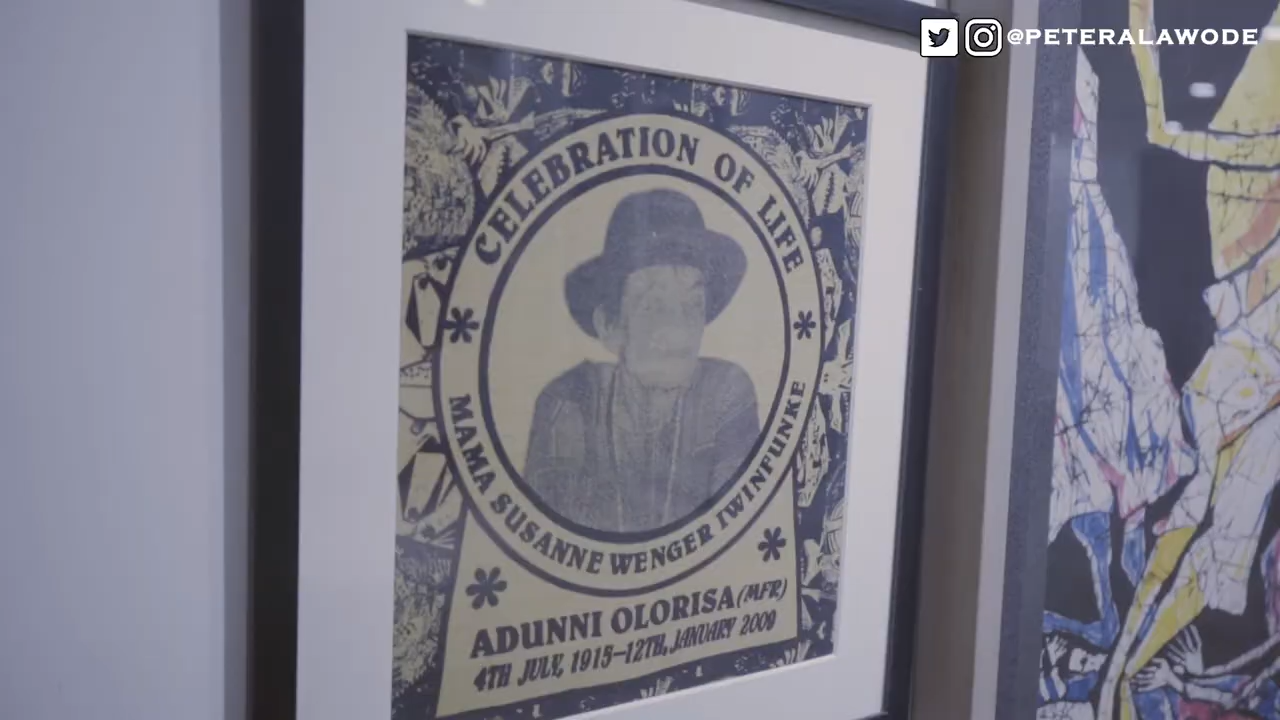 @PETERALAWODE
CELEBRATION OF LIFE
MAMA SUSANNE WENGER IWINFUNKE
ADUNNI OLORISA (MFR)
4TH JULY, 1915-12TH, JANUARY 2009